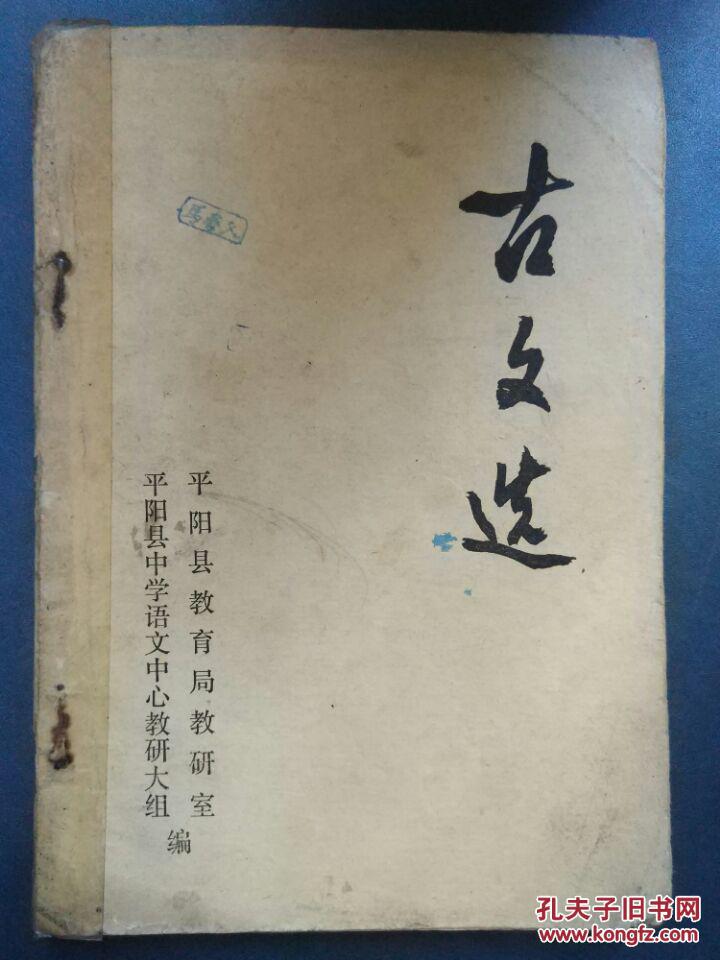 古文选
平阳县教育局教研室
平阳县中学语文中心教研大组
编
孔夫子旧书网
www.kongfz.com